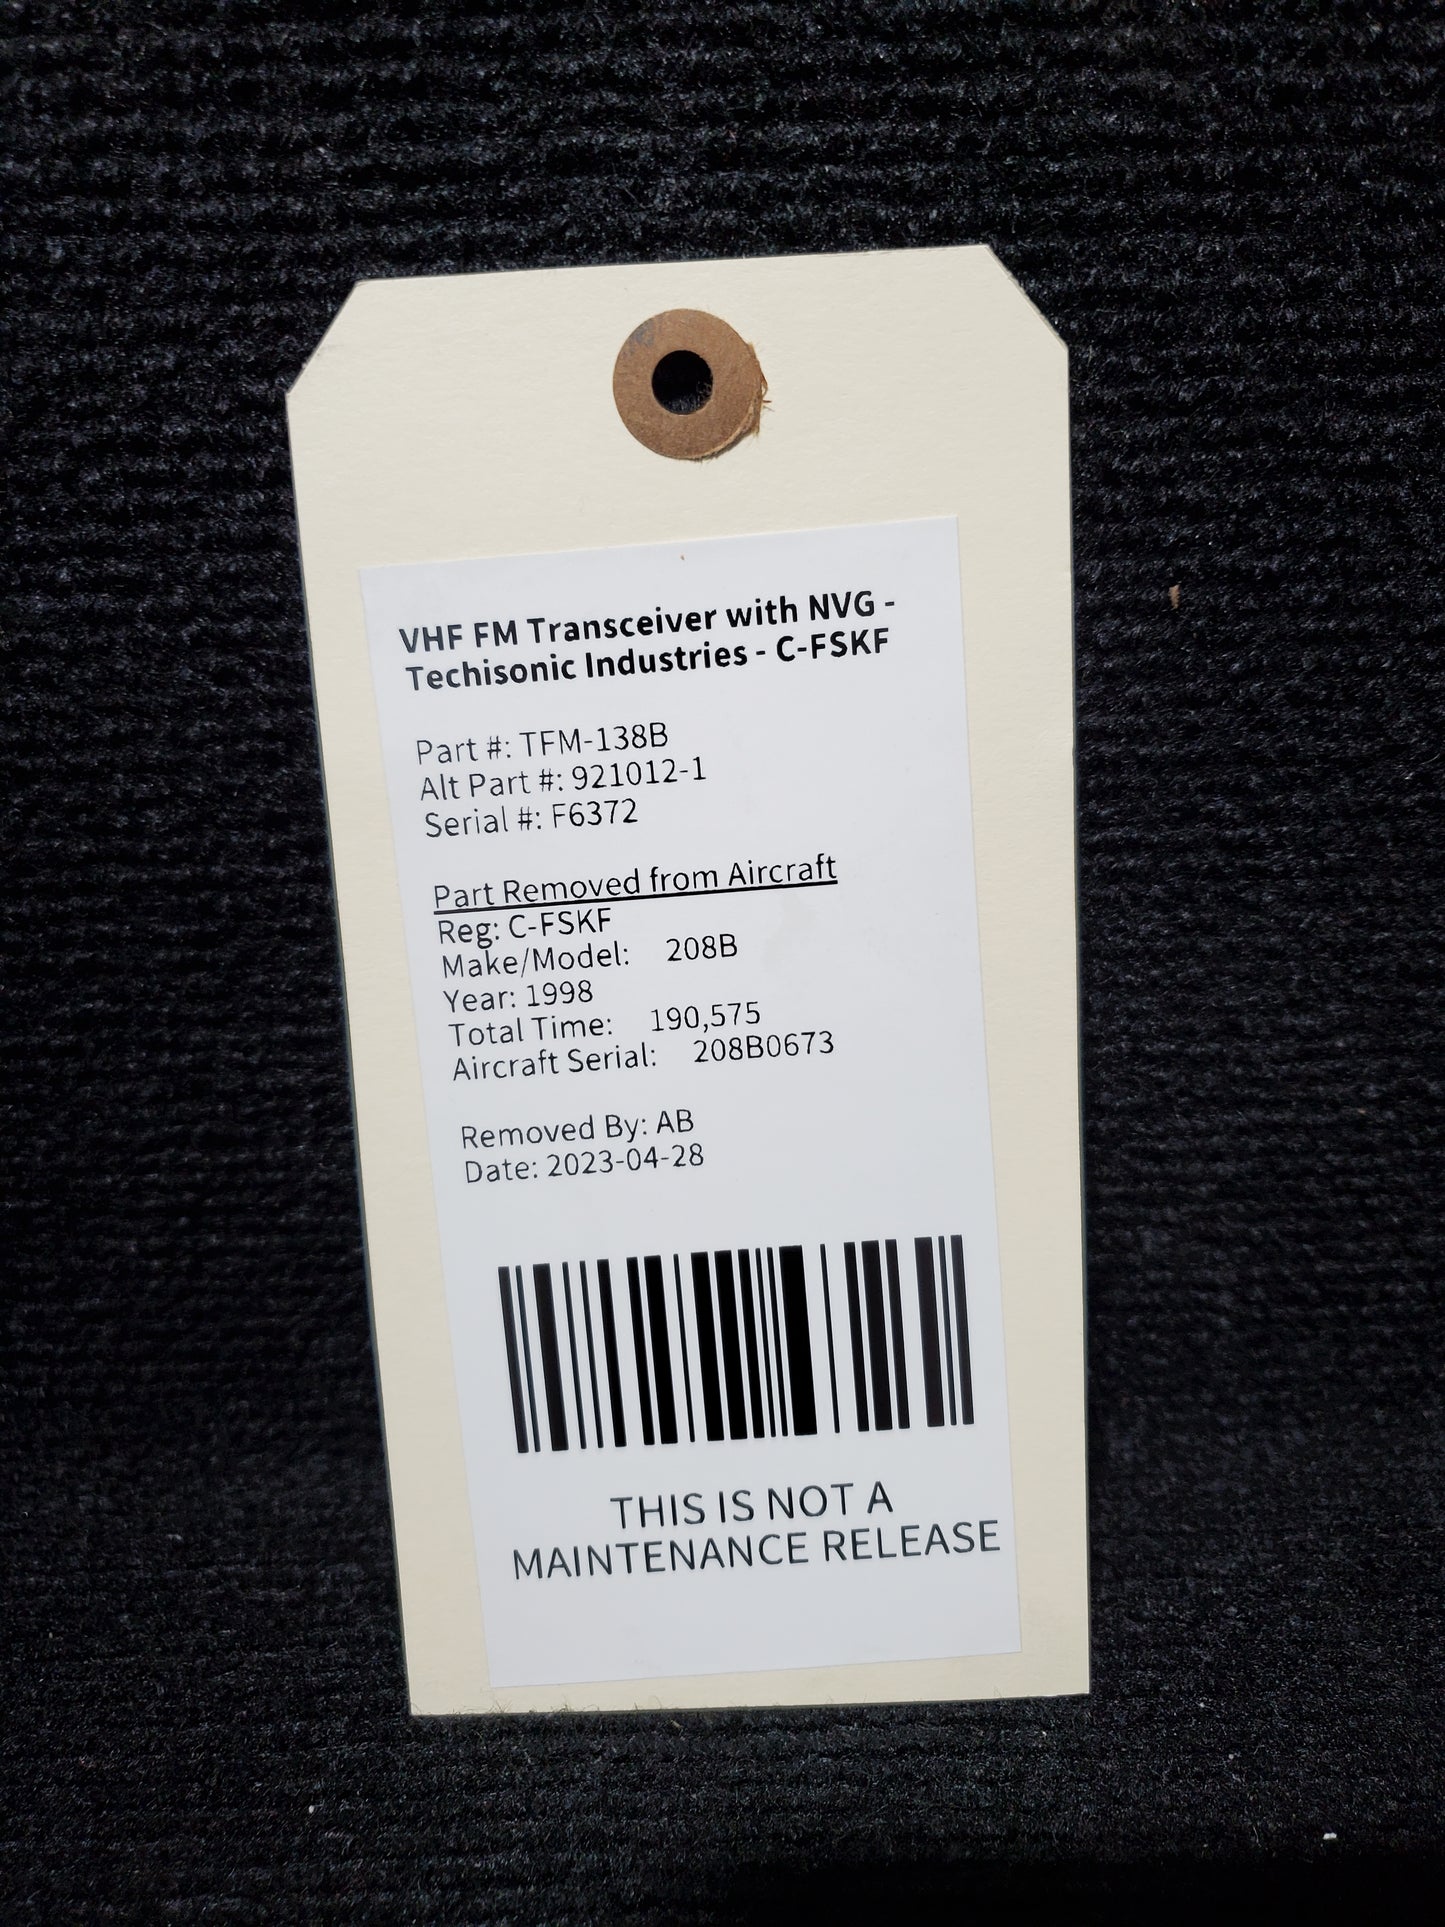 VHF FM Transceiver with NVG -
Techisonic Industries - C-FSKF
Part #: TFM-138B
Alt Part #: 921012-1
Serial #: F6372
Part Removed from Aircraft
Reg: C-FSKF
Make/Model: 208B
Year: 1998
Total Time: 190,575
Aircraft Serial: 208B0673
Removed By: AB
Date: 2023-04-28
THIS IS NOT A
MAINTENANCE RELEASE